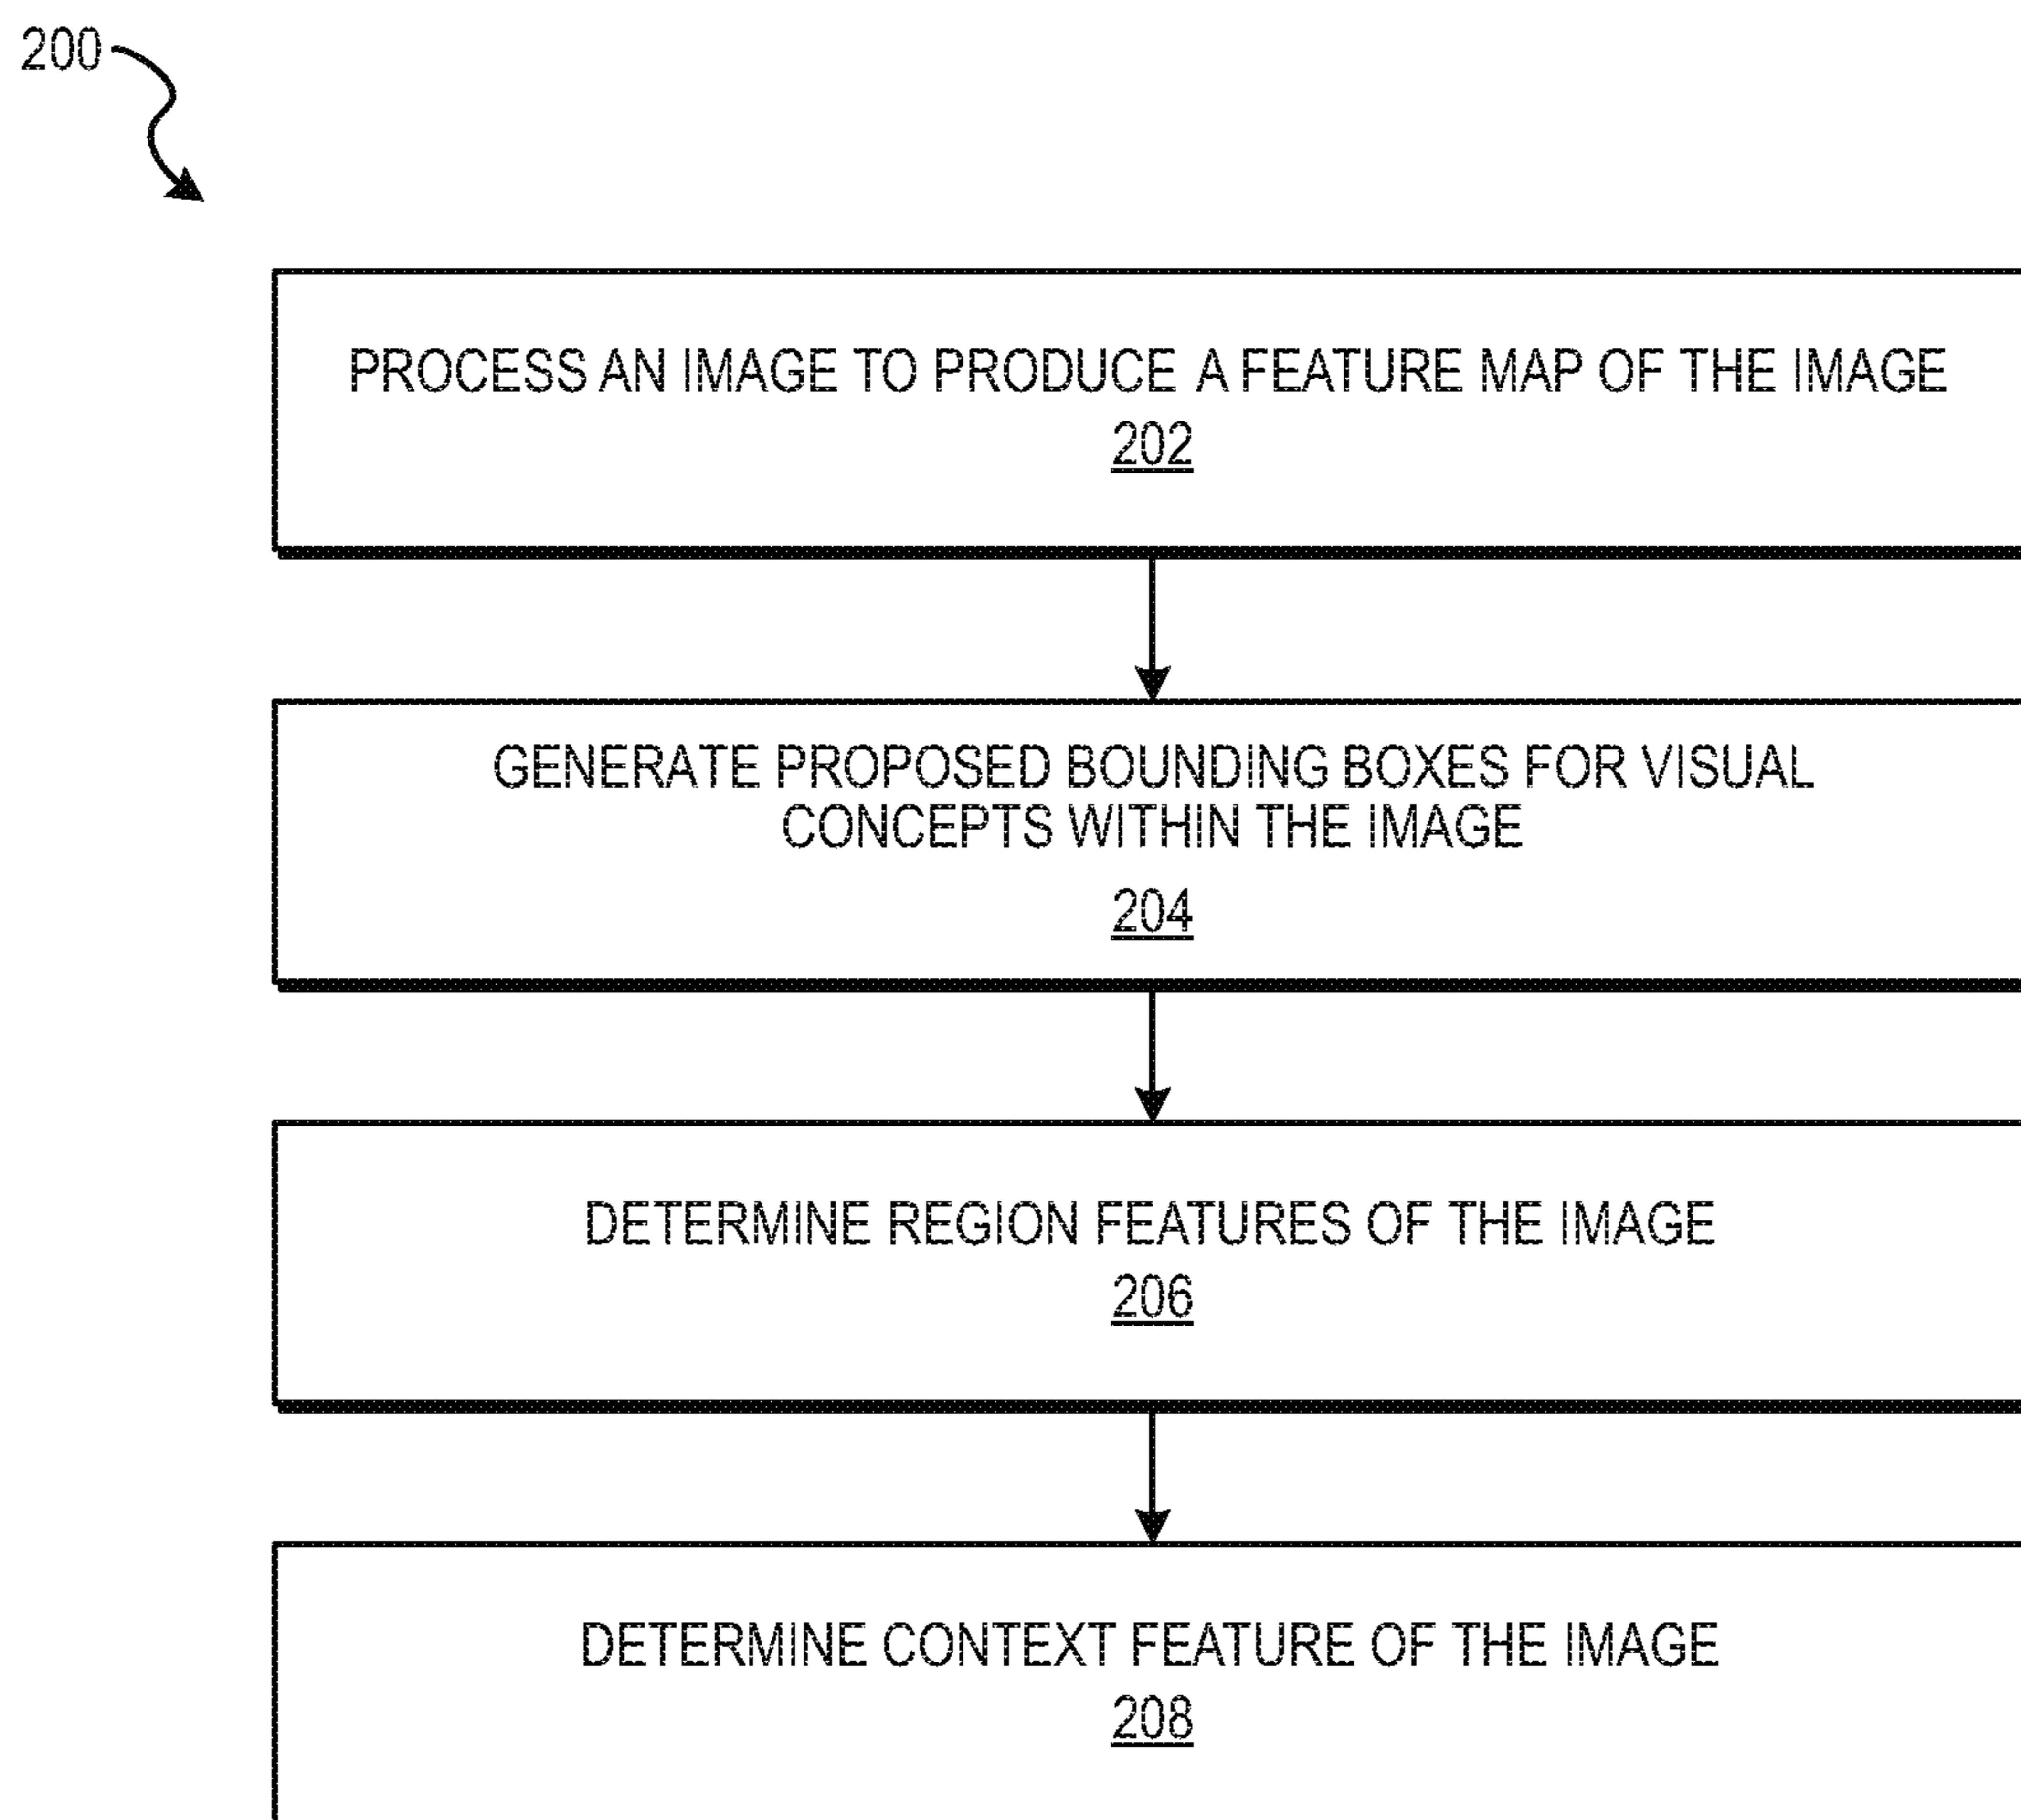 200
PROCESS AN IMAGE TO PRODUCE A FEATURE MAP OF THE IMAGE
202
GENERATE PROPOSED BOUNDING BOXES FOR VISUAL
CONCEPTS WITHIN THE IMAGE
204
DETERMINE REGION FEATURES OF THE IMAGE
206
DETERMINE CONTEXT FEATURE OF THE IMAGE
208